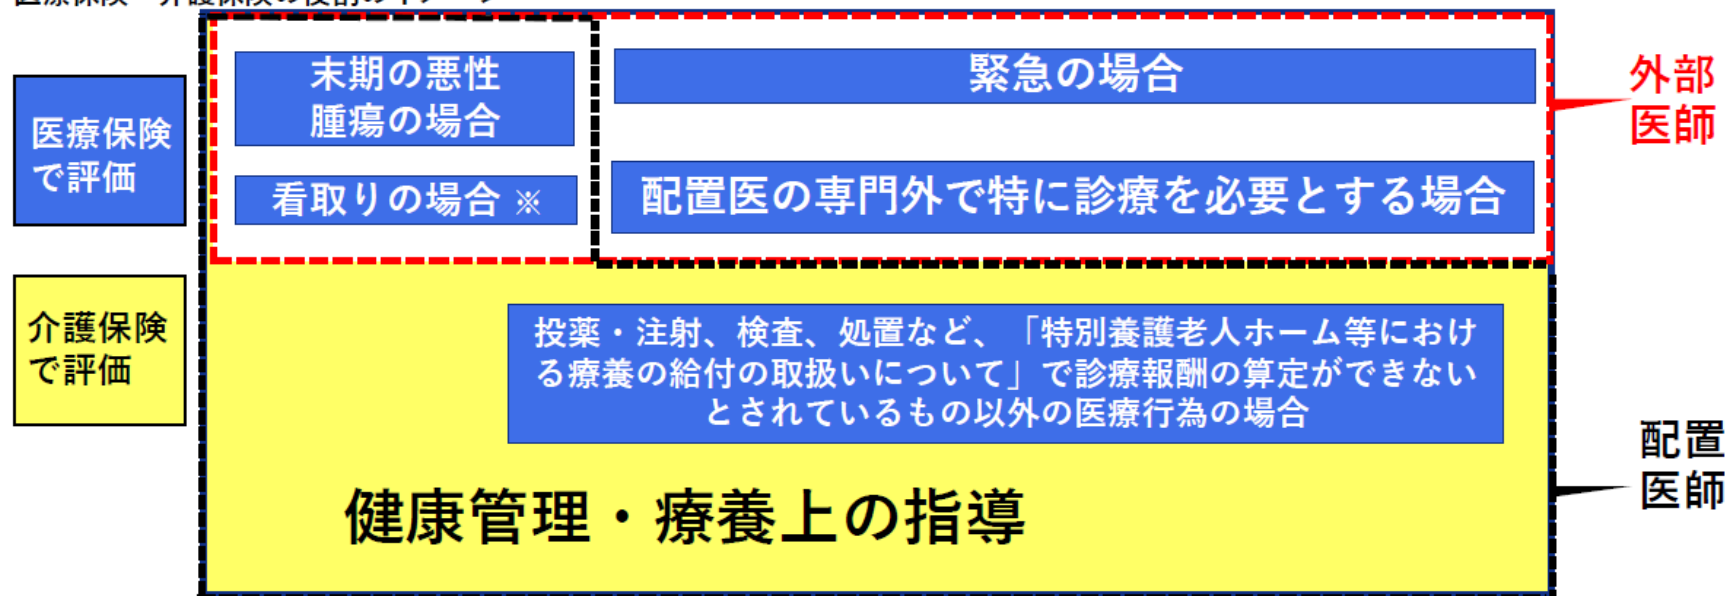 末期の悪性
腫瘍の場合
緊急の場合
外部
医師
医療保険
で評価
看取りの場合 ※
配置医の専門外で特に診療を必要とする場合
介護保険
で評価
投薬・注射、検査、処置など、「特別養護老人ホーム等におけ
る療養の給付の取扱いについて」で診療報酬の算定ができない
とされているもの以外の医療行為の場合
配置
医師
健康管理・療養上の指導